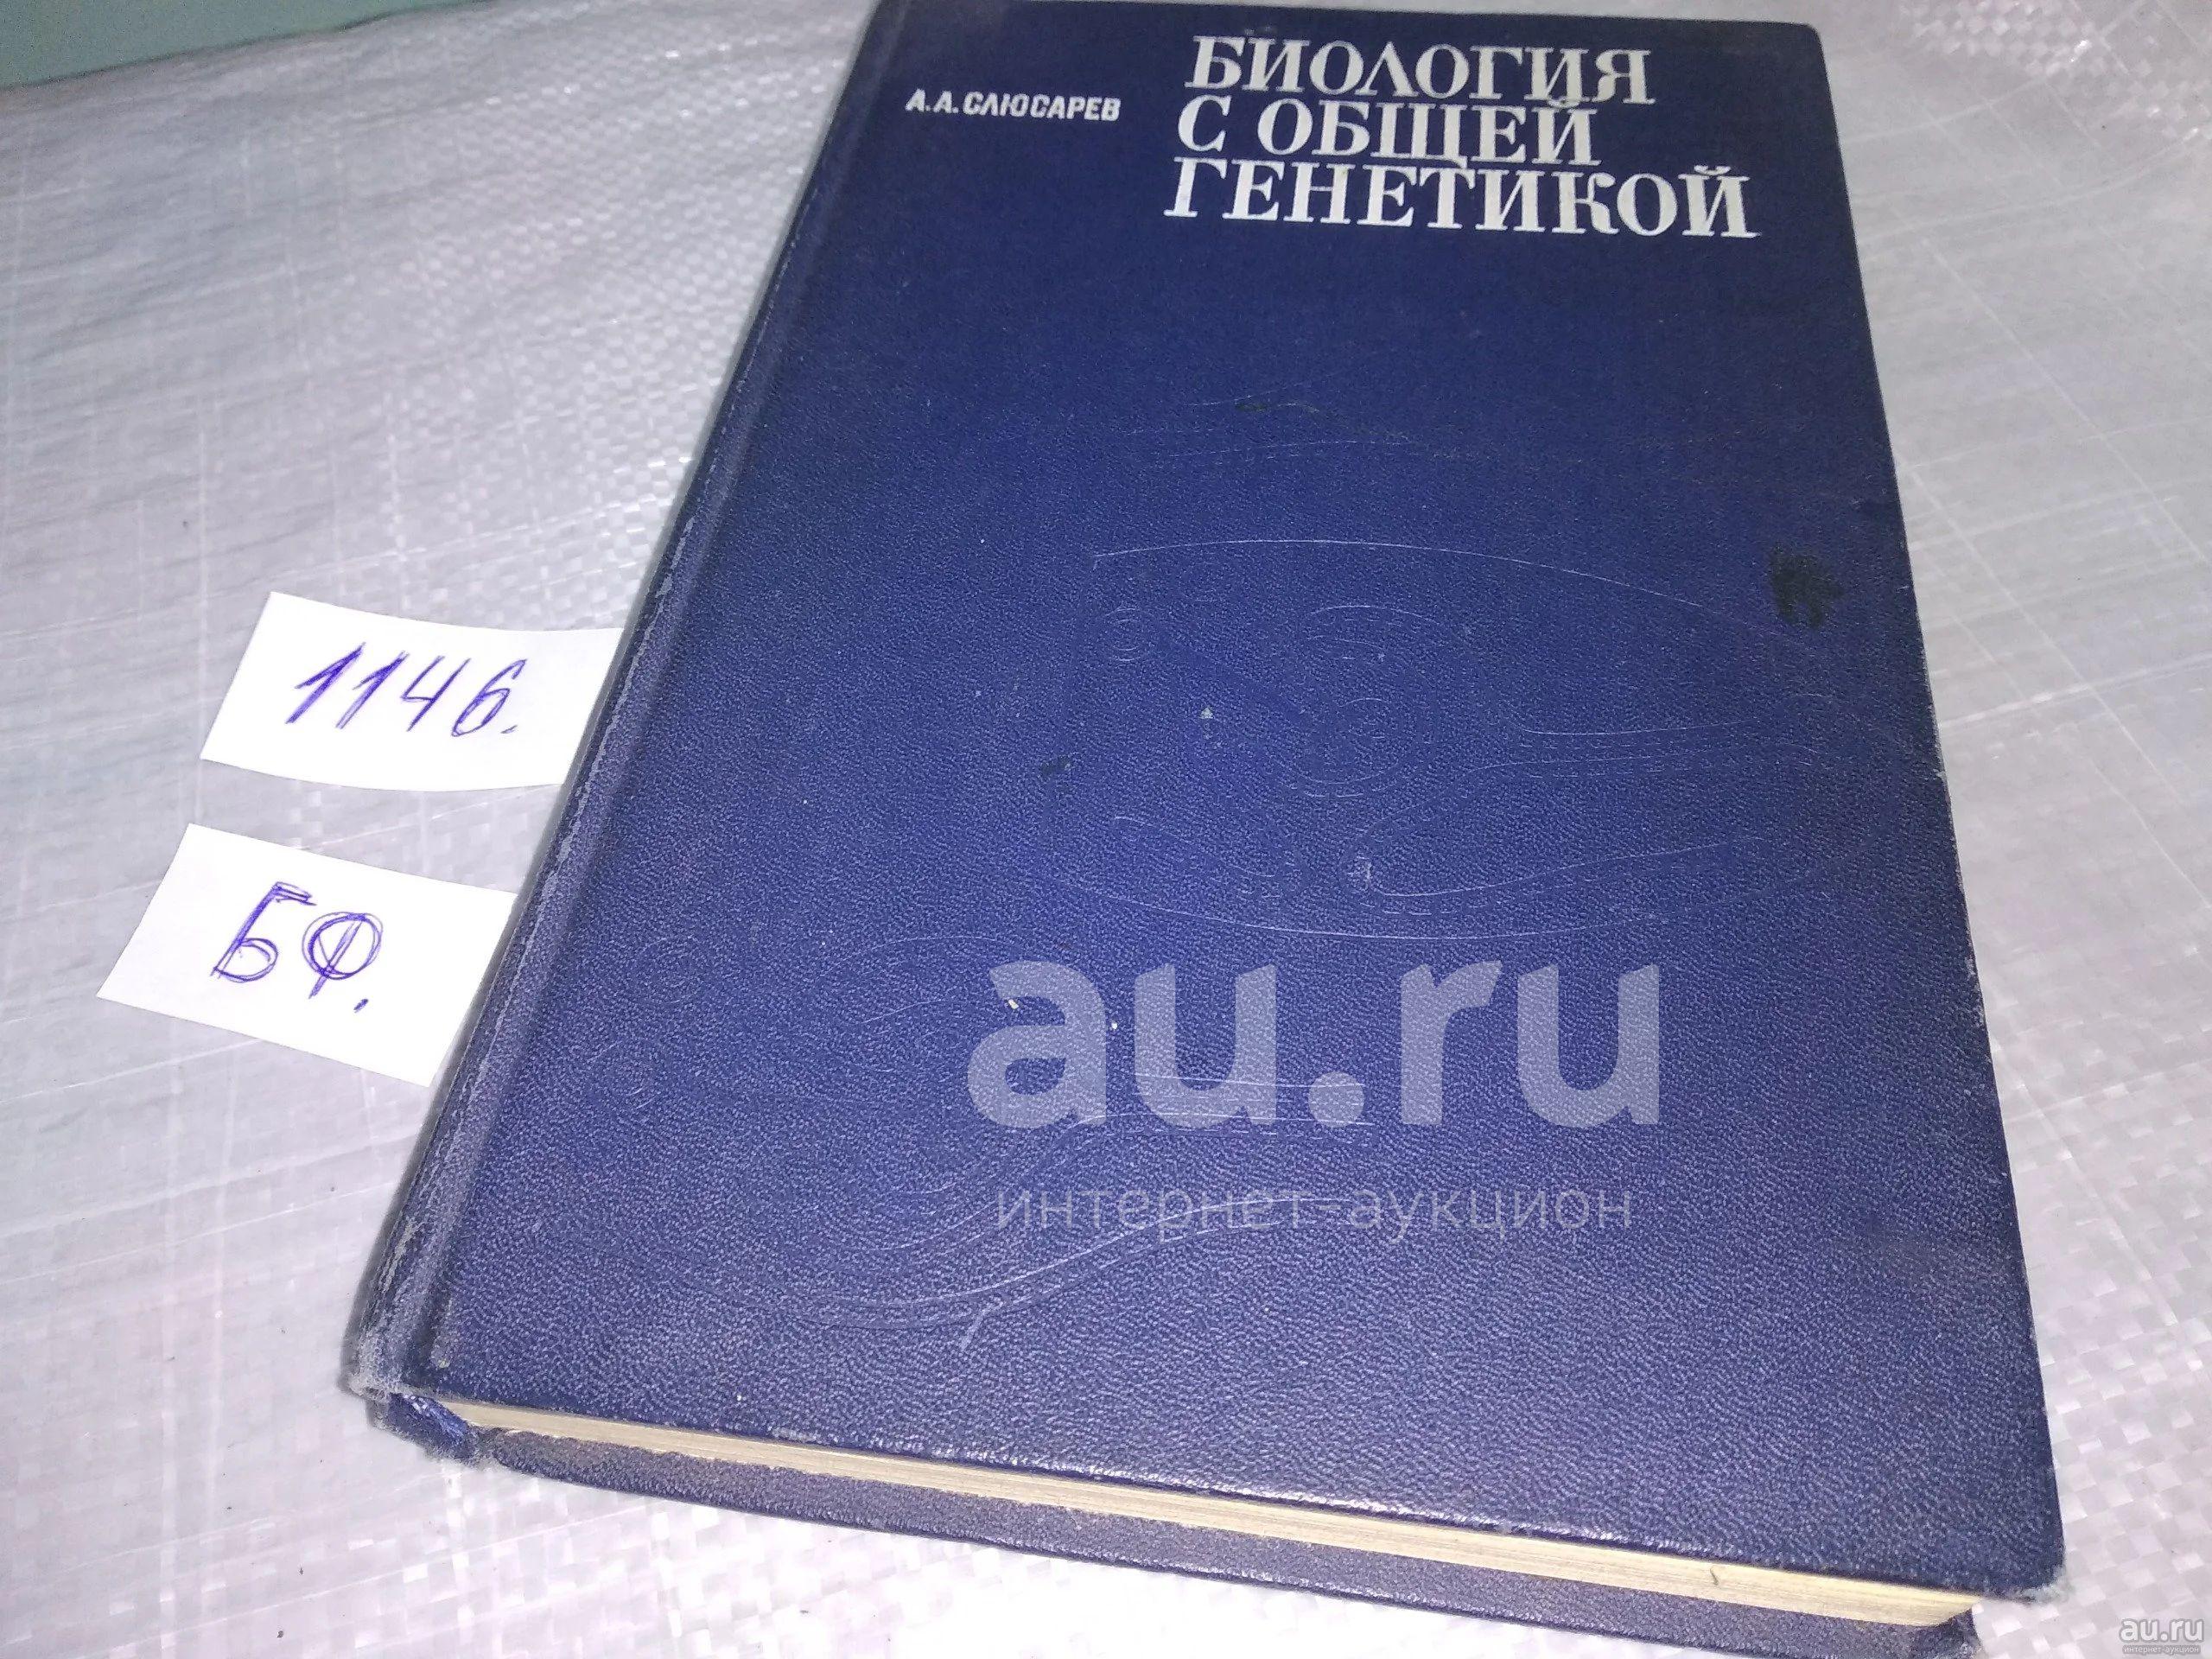 А. А. СЛЮСАРЕВ
БИОЛОГИЯ
С ОБЩЕЙ
ГЕНЕТИКОЙ
1146.
БФ.
au.ru
интернет-аукцион
au.ru
интернет-аукцион